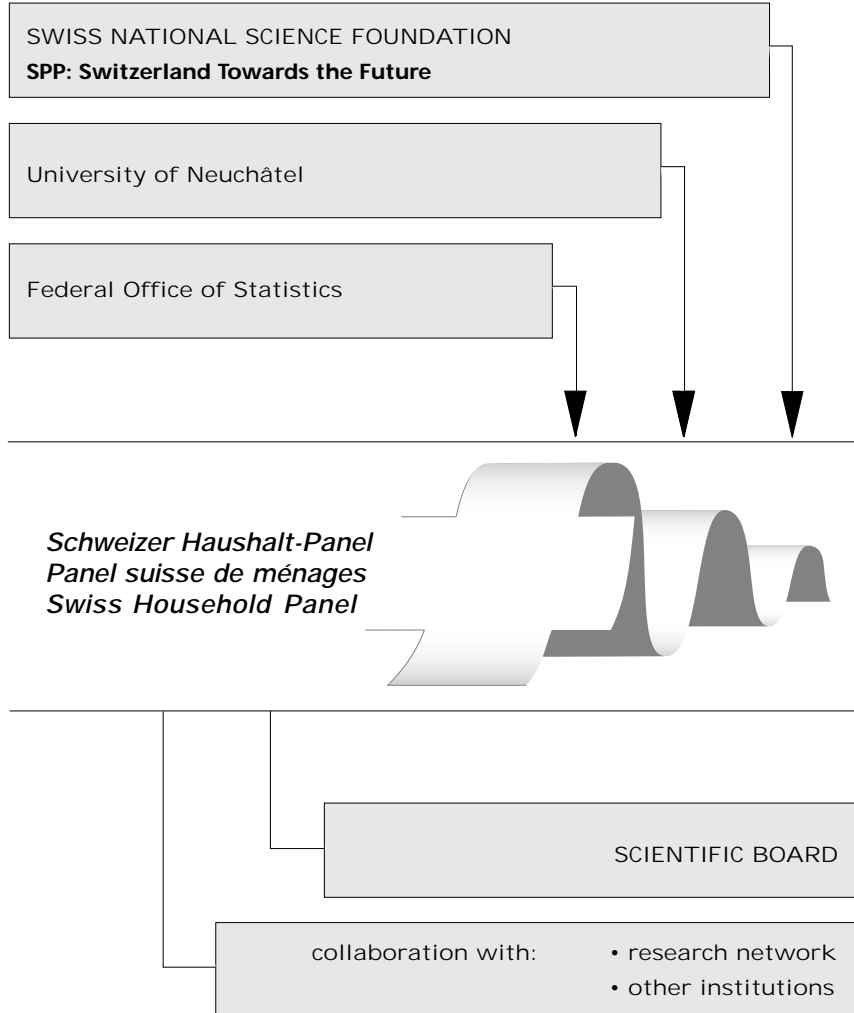 SWISS NATIONAL SCIENCE FOUNDATION
SPP: Switzerland Towards the Future
University of Neuchâtel
Federal Office of Statistics
Schweizer Haushalt-Panel
Panel suisse de ménages
Swiss Household Panel
SCIENTIFIC BOARD
collaboration with: • research network
• other institutions